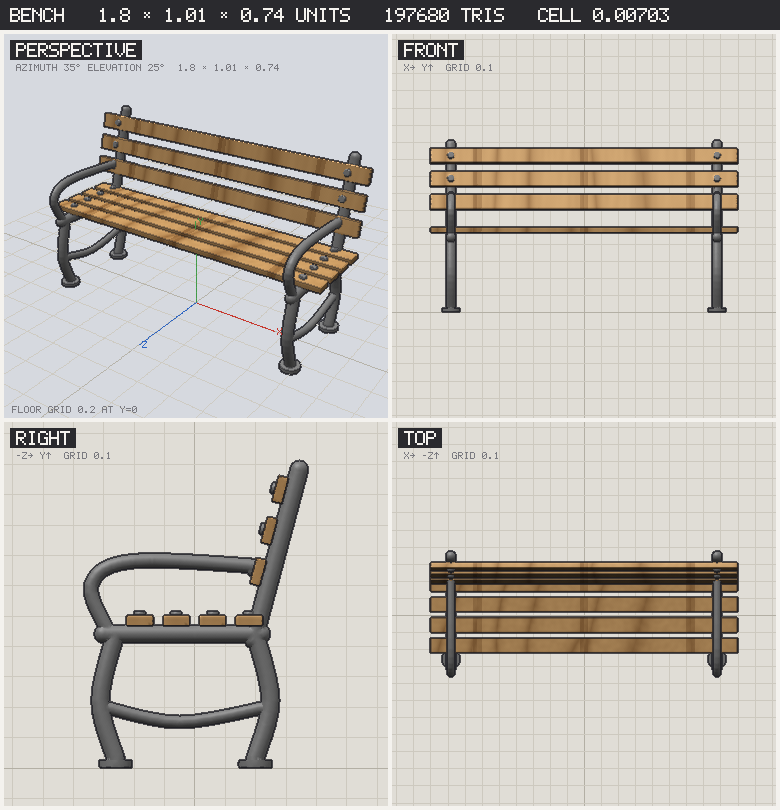 BENCH 1.8 × 1.01 × 0.74 UNITS 197680 TRIS CELL 0.00703
PERSPECTIVE
AZIMUTH 35° ELEVATION 25° 1.8 × 1.01 × 0.74
Y
X
Z
FLOOR GRID 0.2 AT Y=0
FRONT
X→ Y↑ GRID 0.1
RIGHT
-Z→ Y↑ GRID 0.1
TOP
X→ -Z↑ GRID 0.1